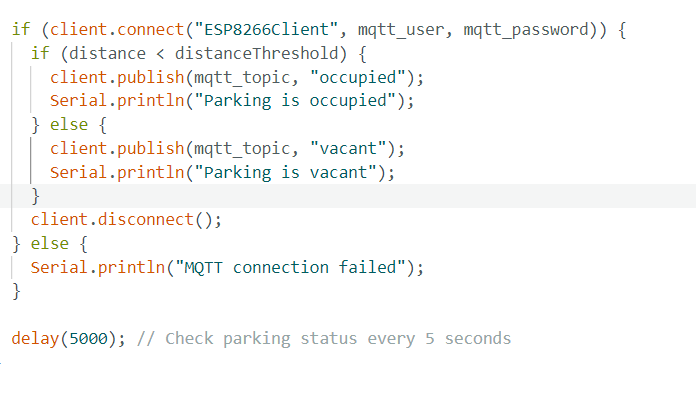 if (client.connect("ESP8266Client", mqtt_user, mqtt_password)) {
if (distance < distanceThreshold) {
client.publish(mqtt_topic, "occupied");
Serial.println("Parking is occupied");
} else {
client.publish(mqtt_topic, "vacant");
Serial.println("Parking is vacant");
}
client.disconnect();
} else {
Serial.println("MQTT connection failed");
}
delay(5000); // Check parking status every 5 seconds